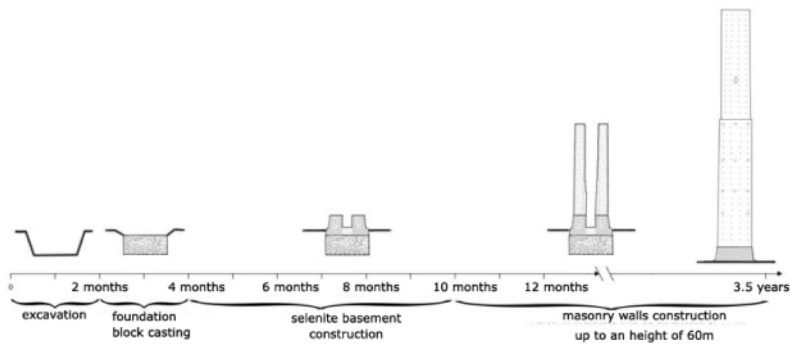 0
2 months
4 months
6 months
8 months
10 months
12 months
3.5 years
excavation
foundation
block casting
selenite basement
construction
masonry walls construction
up to an height of 60m